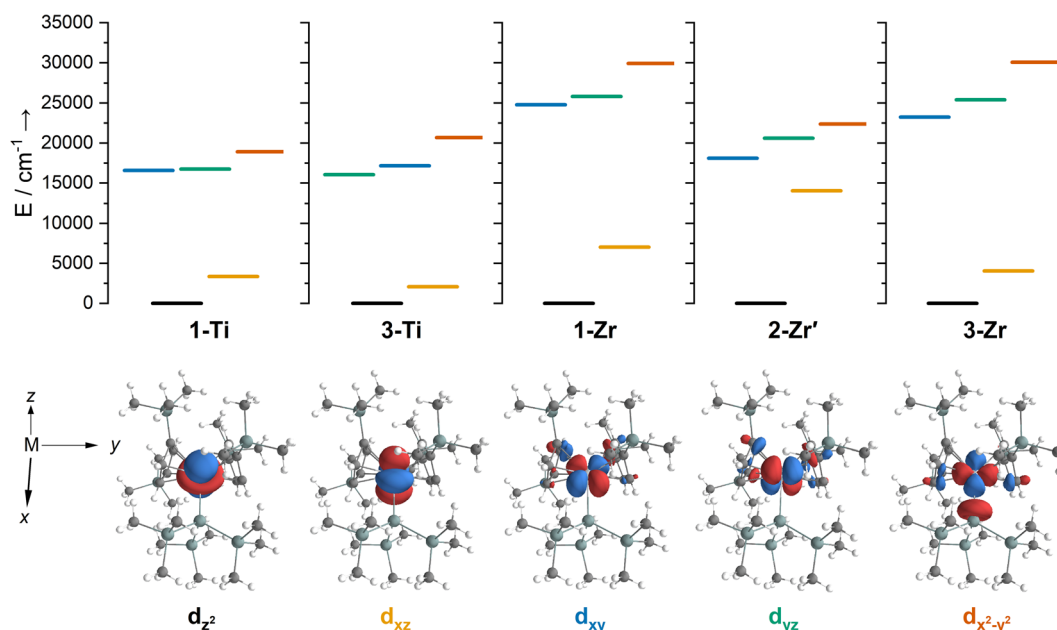 35000
30000
25000
20000
15000
10000
5000
0
E / cm⁻¹ →
1-Ti
3-Ti
1-Zr
2-Zr′
3-Zr
z
M
y
x
d_z²
d_xz
d_xy
d_yz
d_x²-y²